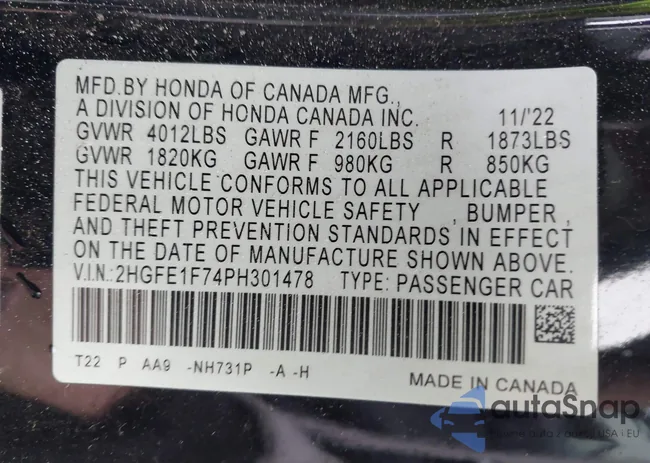 MFD.BY HONDA OF CANADA MFG.,
A DIVISION OF HONDA CANADA INC. 11/'22
GVWR 4012LBS GAWR F 2160LBS R 1873LBS
GVWR 1820KG GAWR F 980KG R 850KG
THIS VEHICLE CONFORMS TO ALL APPLICABLE
FEDERAL MOTOR VEHICLE SAFETY , BUMPER ,
AND THEFT PREVENTION STANDARDS IN EFFECT
ON THE DATE OF MANUFACTURE SHOWN ABOVE.
V.I.N.:2HGFE1F74PH301478 TYPE: PASSENGER CAR
T22 P AA9 -NH731P -A -H
MADE IN CANADA
autoSnap
USA i EU